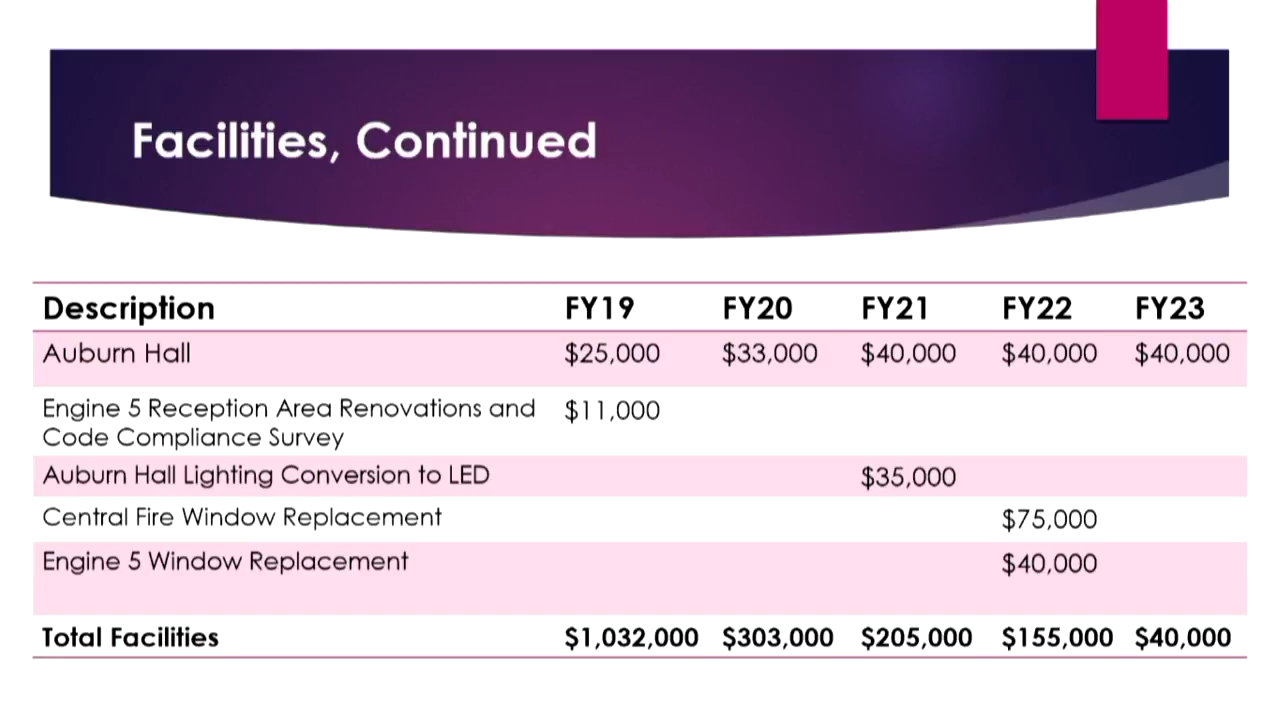 Facilities, Continued
Description FY19 FY20 FY21 FY22 FY23
Auburn Hall $25,000 $33,000 $40,000 $40,000 $40,000
Engine 5 Reception Area Renovations and $11,000
Code Compliance Survey
Auburn Hall Lighting Conversion to LED $35,000
Central Fire Window Replacement $75,000
Engine 5 Window Replacement $40,000
Total Facilities $1,032,000 $303,000 $205,000 $155,000 $40,000